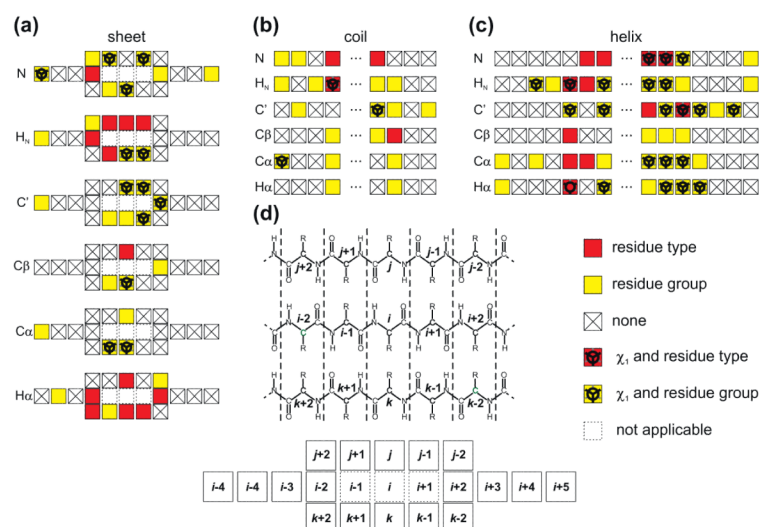 (a)
sheet
N
H_N
C'
Cβ
Cα
Hα
(b)
coil
N
H_N
C'
Cβ
Cα
Hα
(c)
helix
N
H_N
C'
Cβ
Cα
Hα
(d)
H R O H R O H R
N C C N C C N C
j+2 j+1 j j-1 j-2
i-2 i-1 i i+1 i+2
k+2 k+1 k k-1 k-2
residue type
residue group
none
χ₁ and residue type
χ₁ and residue group
not applicable
j+2 j+1 j j-1 j-2
i-4 i-4 i-3 i-2 i-1 i i+1 i+2 i+3 i+4 i+5
k+2 k+1 k k-1 k-2